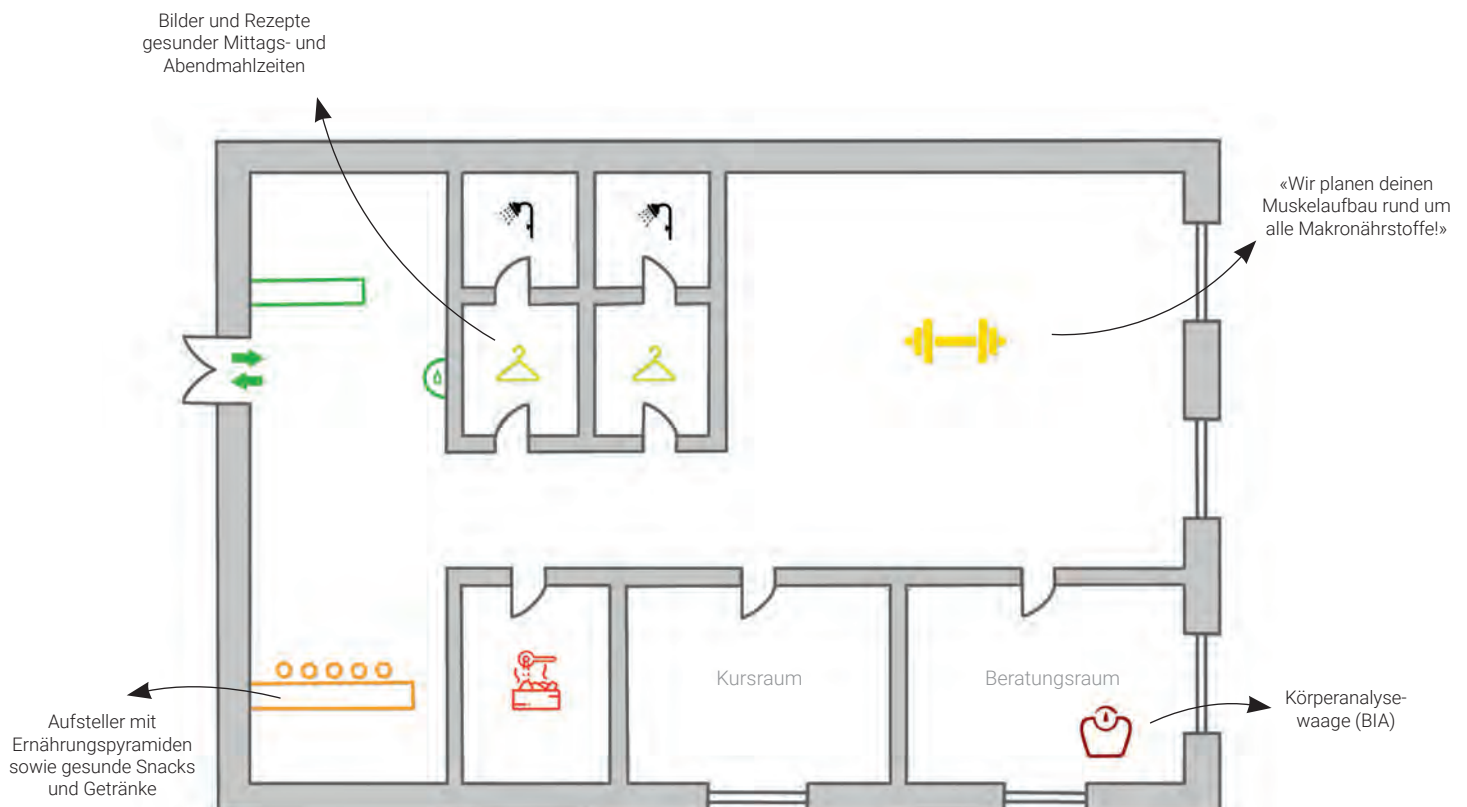 Bilder und Rezepte
gesunder Mittags- und
Abendmahlzeiten
«Wir planen deinen
Muskelaufbau rund um
alle Makronährstoffe!»
Kursraum
Beratungsraum
Körperanalyse-
waage (BIA)
Aufsteller mit
Ernährungspyramiden
sowie gesunde Snacks
und Getränke